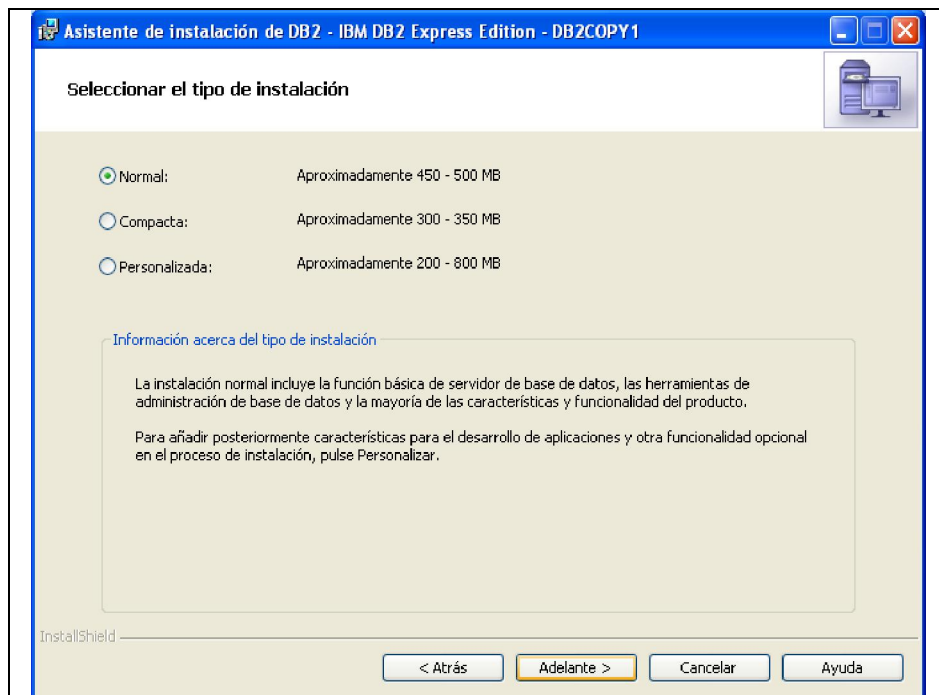 Asistente de instalación de DB2 - IBM DB2 Express Edition - DB2COPY1
Seleccionar el tipo de instalación
Normal: Aproximadamente 450 - 500 MB
Compacta: Aproximadamente 300 - 350 MB
Personalizada: Aproximadamente 200 - 800 MB
Información acerca del tipo de instalación
La instalación normal incluye la función básica de servidor de base de datos, las herramientas de
administración de base de datos y la mayoría de las características y funcionalidad del producto.
Para añadir posteriormente características para el desarrollo de aplicaciones y otra funcionalidad opcional
en el proceso de instalación, pulse Personalizar.
InstallShield
< Atrás Adelante > Cancelar Ayuda